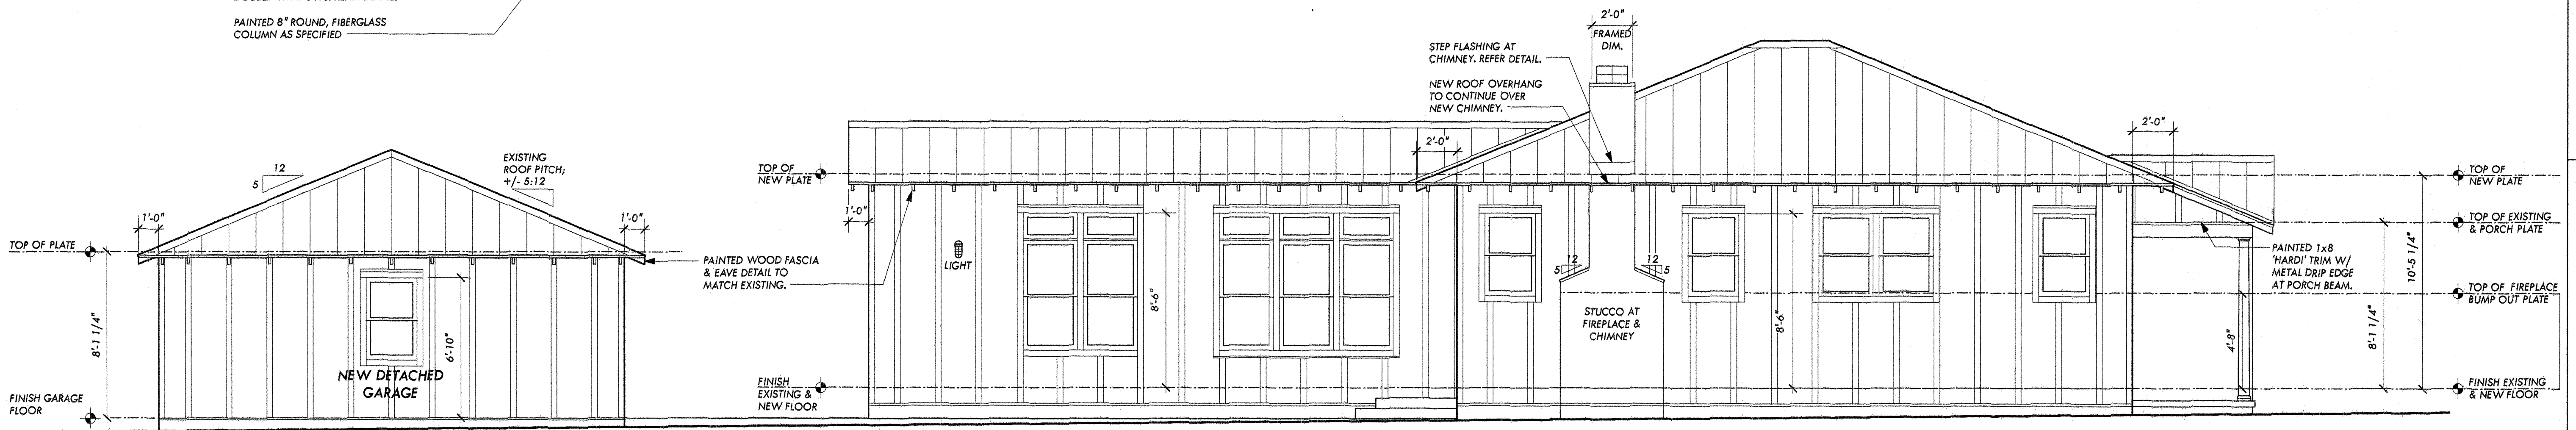 PAINTED 8" ROUND, FIBERGLASS
COLUMN AS SPECIFIED
12
5
EXISTING
ROOF PITCH;
+/- 5:12
1'-0"
1'-0"
TOP OF PLATE
8'-1 1/4"
6'-10"
NEW DETACHED
GARAGE
FINISH GARAGE
FLOOR
PAINTED WOOD FASCIA
& EAVE DETAIL TO
MATCH EXISTING.
TOP OF
NEW PLATE
1'-0"
LIGHT
8'-6"
FINISH
EXISTING &
NEW FLOOR
2'-0"
FRAMED
DIM.
STEP FLASHING AT
CHIMNEY. REFER DETAIL.
NEW ROOF OVERHANG
TO CONTINUE OVER
NEW CHIMNEY.
2'-0"
12
5
12
5
STUCCO AT
FIREPLACE &
CHIMNEY
8'-6"
2'-0"
PAINTED 1x8
'HARDI' TRIM W/
METAL DRIP EDGE
AT PORCH BEAM.
4'-8"
8'-1 1/4"
10'-5 1/4"
TOP OF
NEW PLATE
TOP OF EXISTING
& PORCH PLATE
TOP OF FIREPLACE
BUMP OUT PLATE
FINISH EXISTING
& NEW FLOOR